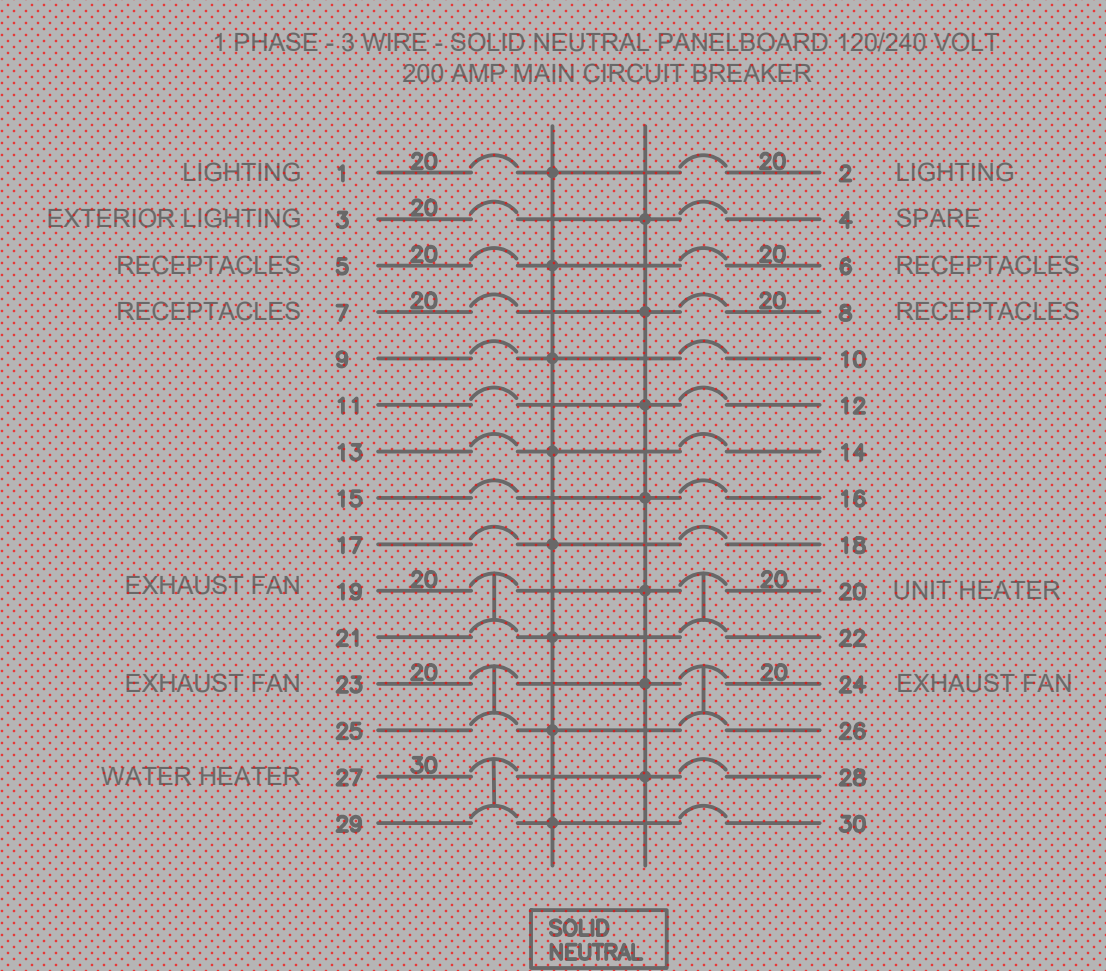 1 PHASE - 3 WIRE - SOLID NEUTRAL PANELBOARD 120/240 VOLT
200 AMP MAIN CIRCUIT BREAKER
LIGHTING 1 20 20 2 LIGHTING
EXTERIOR LIGHTING 3 20 4 SPARE
RECEPTACLES 5 20 20 6 RECEPTACLES
RECEPTACLES 7 20 20 8 RECEPTACLES
9 10
11 12
13 14
15 16
17 18
EXHAUST FAN 19 20 20 20 UNIT HEATER
21 22
EXHAUST FAN 23 20 20 24 EXHAUST FAN
25 26
WATER HEATER 27 30 28
29 30
SOLID
NEUTRAL